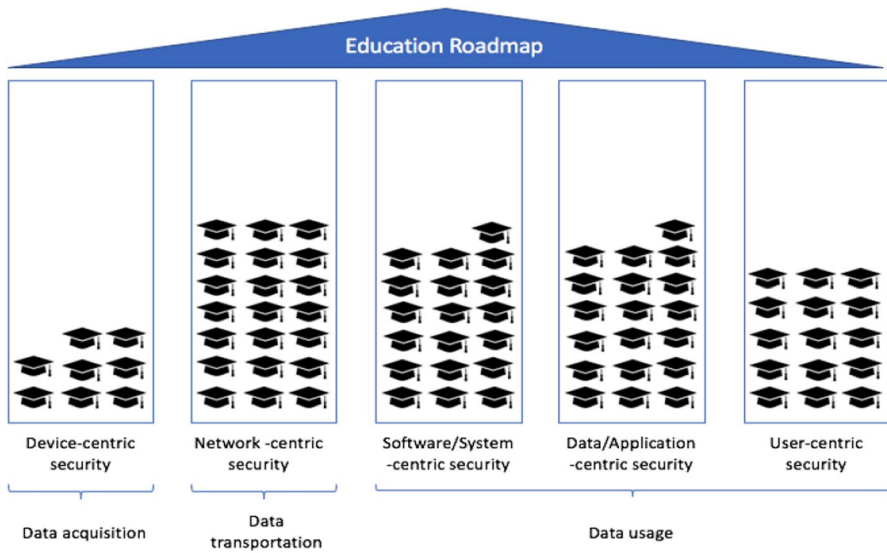 Education Roadmap
Device-centric
security
Network -centric
security
Software/System
-centric security
Data/Application
-centric security
User-centric
security
Data acquisition
Data
transportation
Data usage